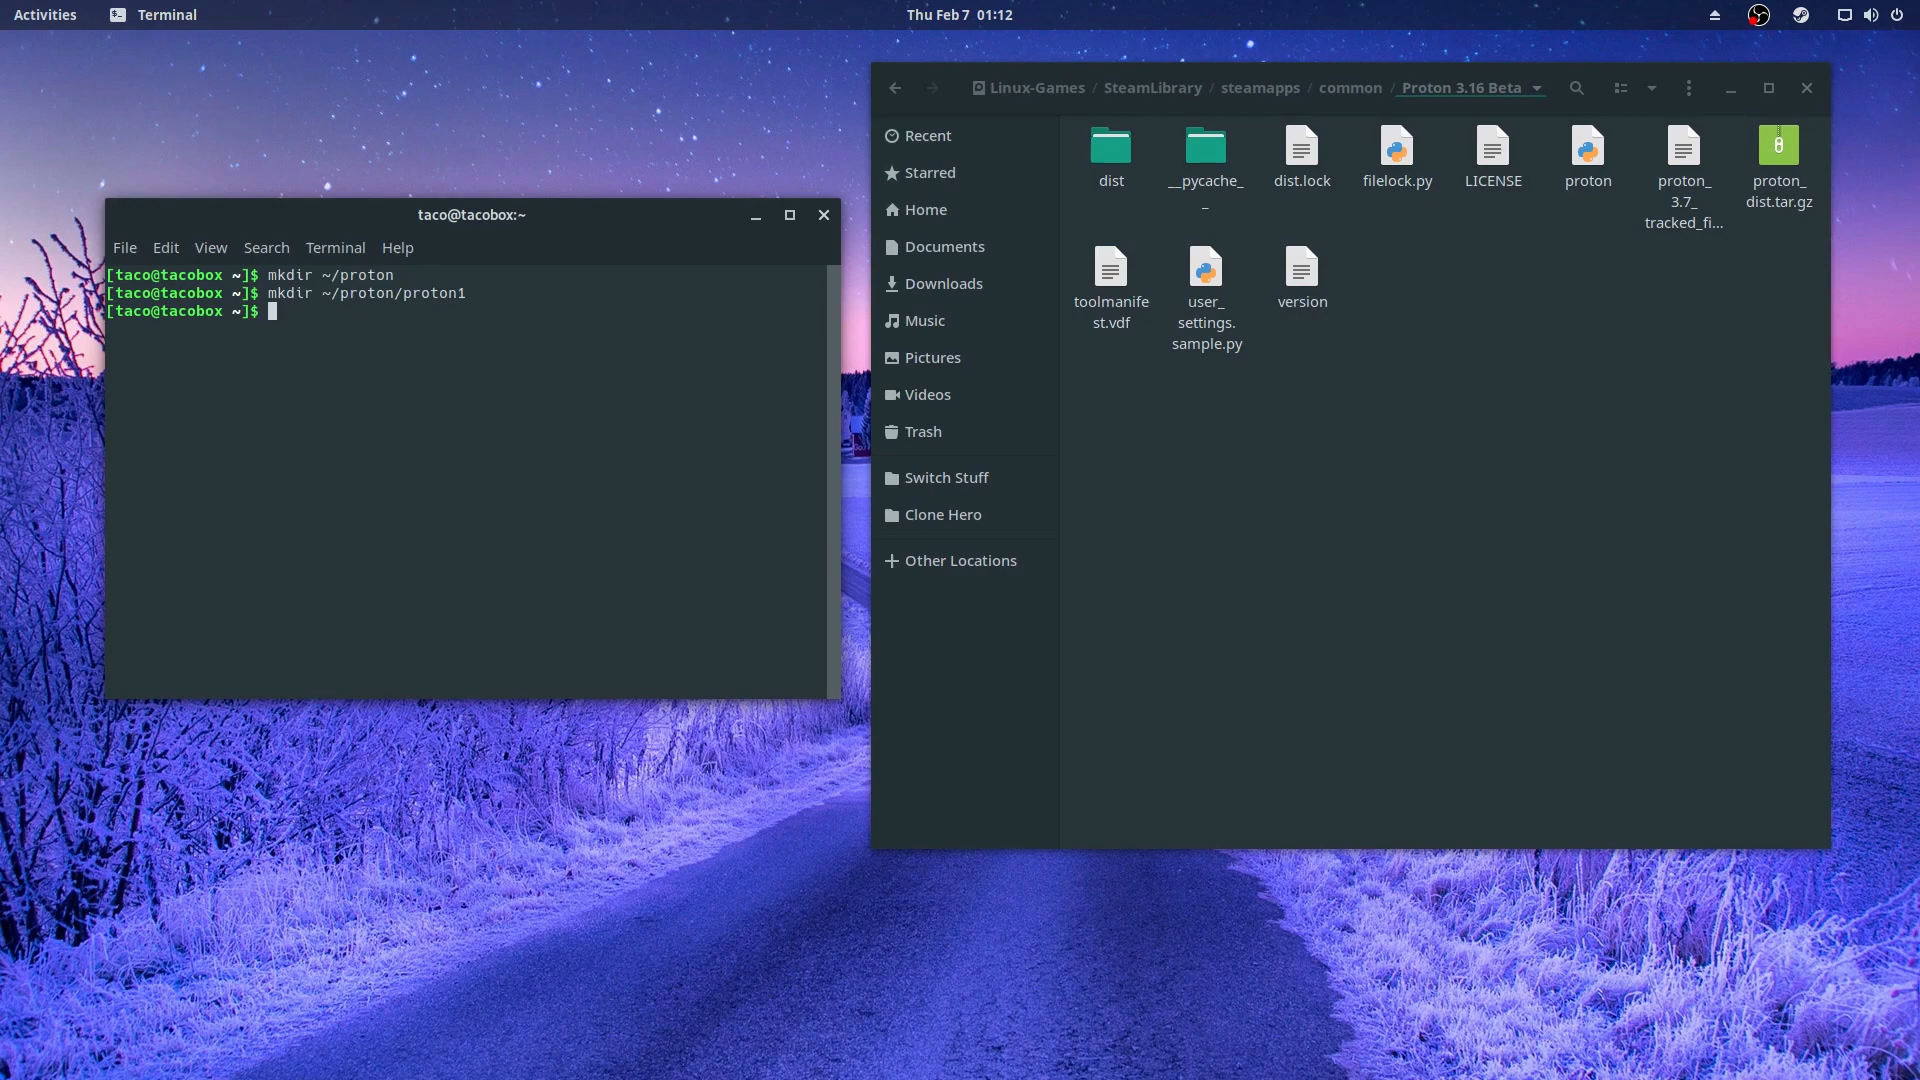 Activities
Terminal
Thu Feb 7 01:12
taco@tacobox:~
File Edit View Search Terminal Help
[taco@tacobox ~]$ mkdir ~/proton
[taco@tacobox ~]$ mkdir ~/proton/proton1
[taco@tacobox ~]$
Linux-Games / SteamLibrary / steamapps / common / Proton 3.16 Beta
Recent
Starred
Home
Documents
Downloads
Music
Pictures
Videos
Trash
Switch Stuff
Clone Hero
Other Locations
dist
__pycache_
_
dist.lock
filelock.py
LICENSE
proton
proton_
3.7_
tracked_fi...
proton_
dist.tar.gz
toolmanife
st.vdf
user_
settings.
sample.py
version